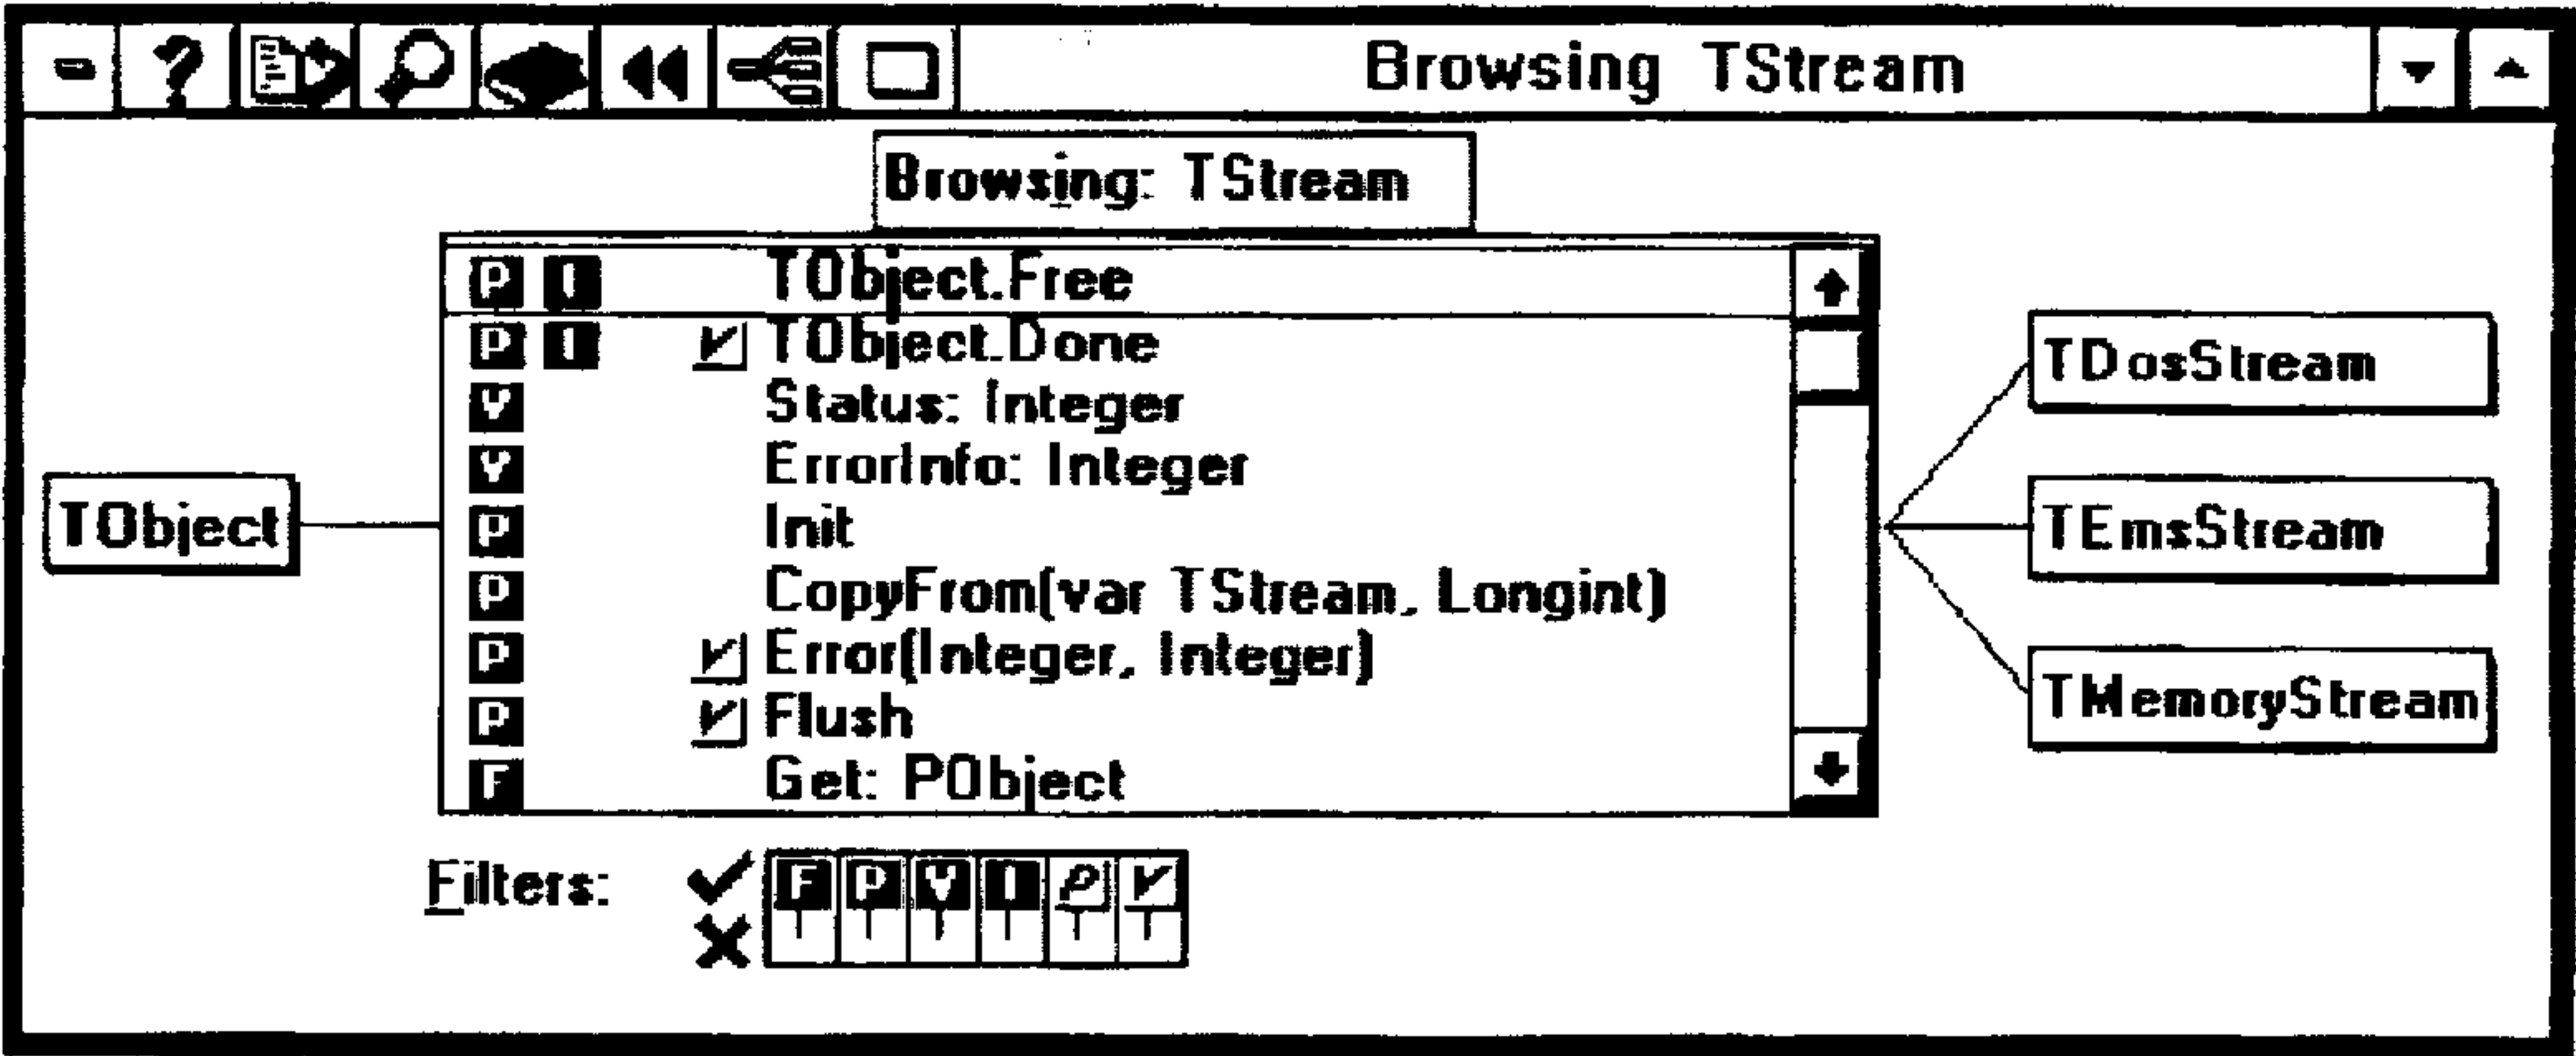 Browsing TStream
Browsing: TStream
P I TObject.Free
P I V TObject.Done
V Status: Integer
V ErrorInfo: Integer
P Init
P CopyFrom(var TStream, Longint)
P V Error(Integer, Integer)
P V Flush
F Get: PObject
TObject
TDosStream
TEmsStream
TMemoryStream
Filters: F P V I P V